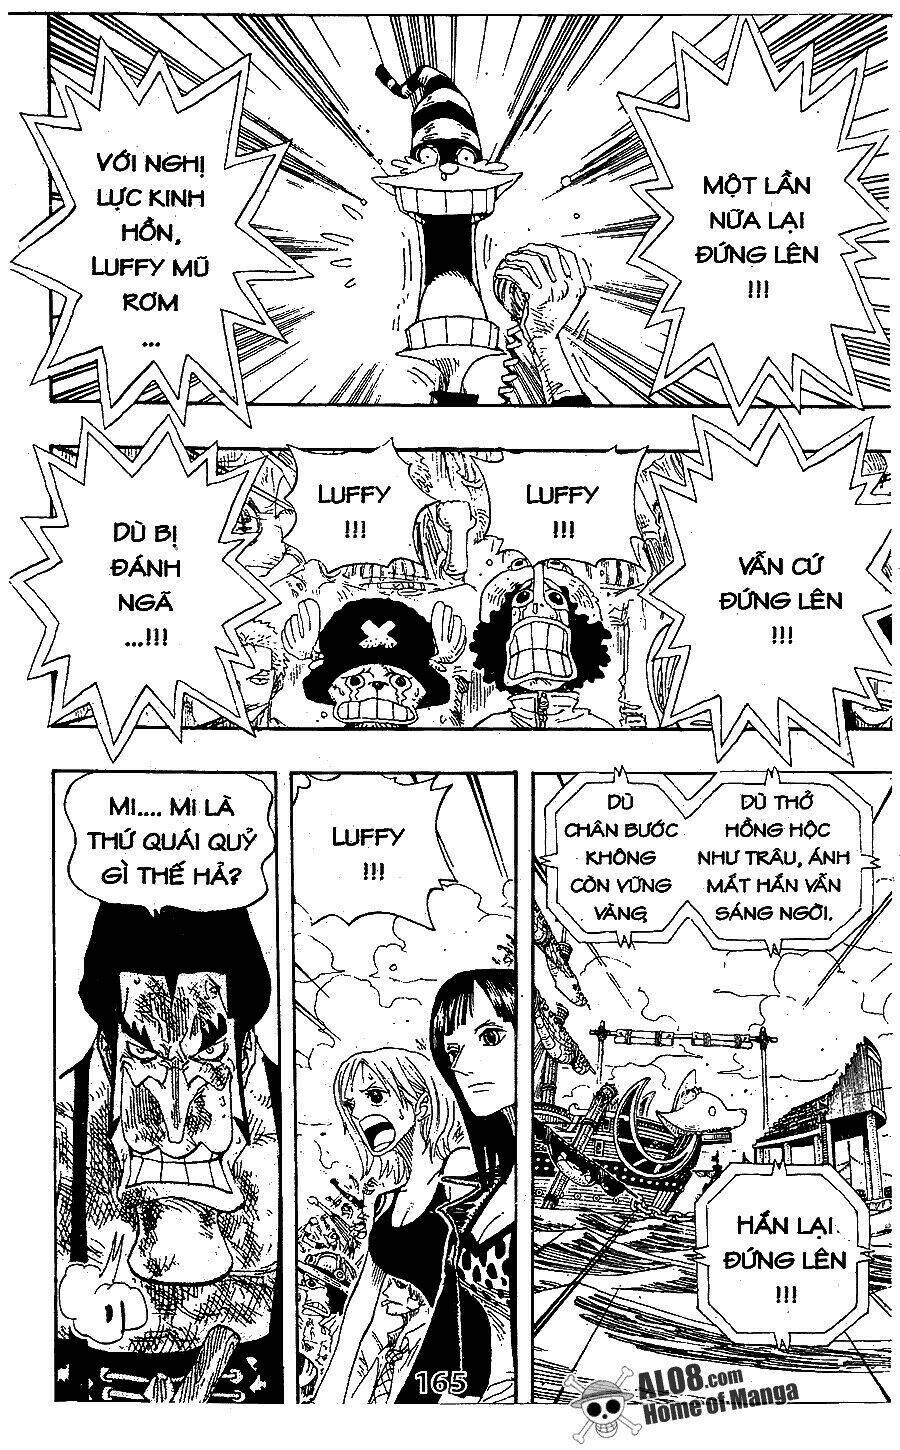 MỘT LẦN
NỮA LẠI
ĐỨNG LÊN
!!!
VỚI NGHỊ
LỰC KINH
HỒN,
LUFFY MŨ
RƠM
...
VẪN CỨ
ĐỨNG LÊN
!!!
LUFFY
!!!
LUFFY
!!!
DÙ BỊ
ĐÁNH
NGÃ
...!!!
DÙ THỞ
HỒNG HỘC
NHƯ TRÂU, ÁNH
MẮT HẮN VẪN
SÁNG NGỜI.
DÙ
CHÂN BƯỚC
KHÔNG
CÒN VỮNG
VÀNG,
HẮN LẠI
ĐỨNG LÊN
!!!
LUFFY
!!!
MI.... MI LÀ
THỨ QUÁI QUỶ
GÌ THẾ HẢ?
165
ALO8.com
Home of Manga